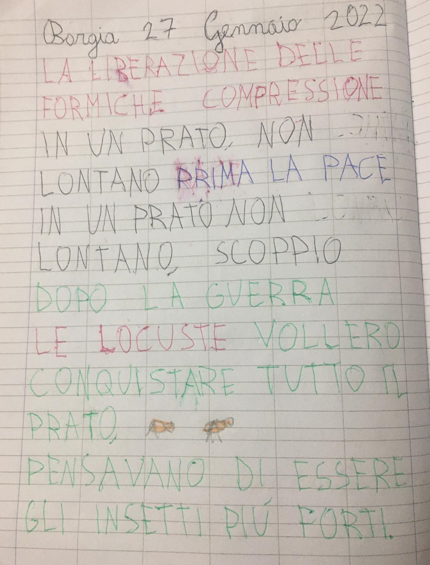 Borgia 27 Gennaio 2022
LA LIBERAZIONE DELLE
FORMICHE COMPRESSIONE
IN UN PRATO, NON
LONTANO PRIMA LA PACE
IN UN PRATO NON
LONTANO, SCOPPIO
DOPO LA GUERRA
LE LOCUSTE VOLLERO
CONQUISTARE TUTTO IL
PRATO,
PENSAVANO DI ESSERE
GLI INSETTI PIÚ FORTI.